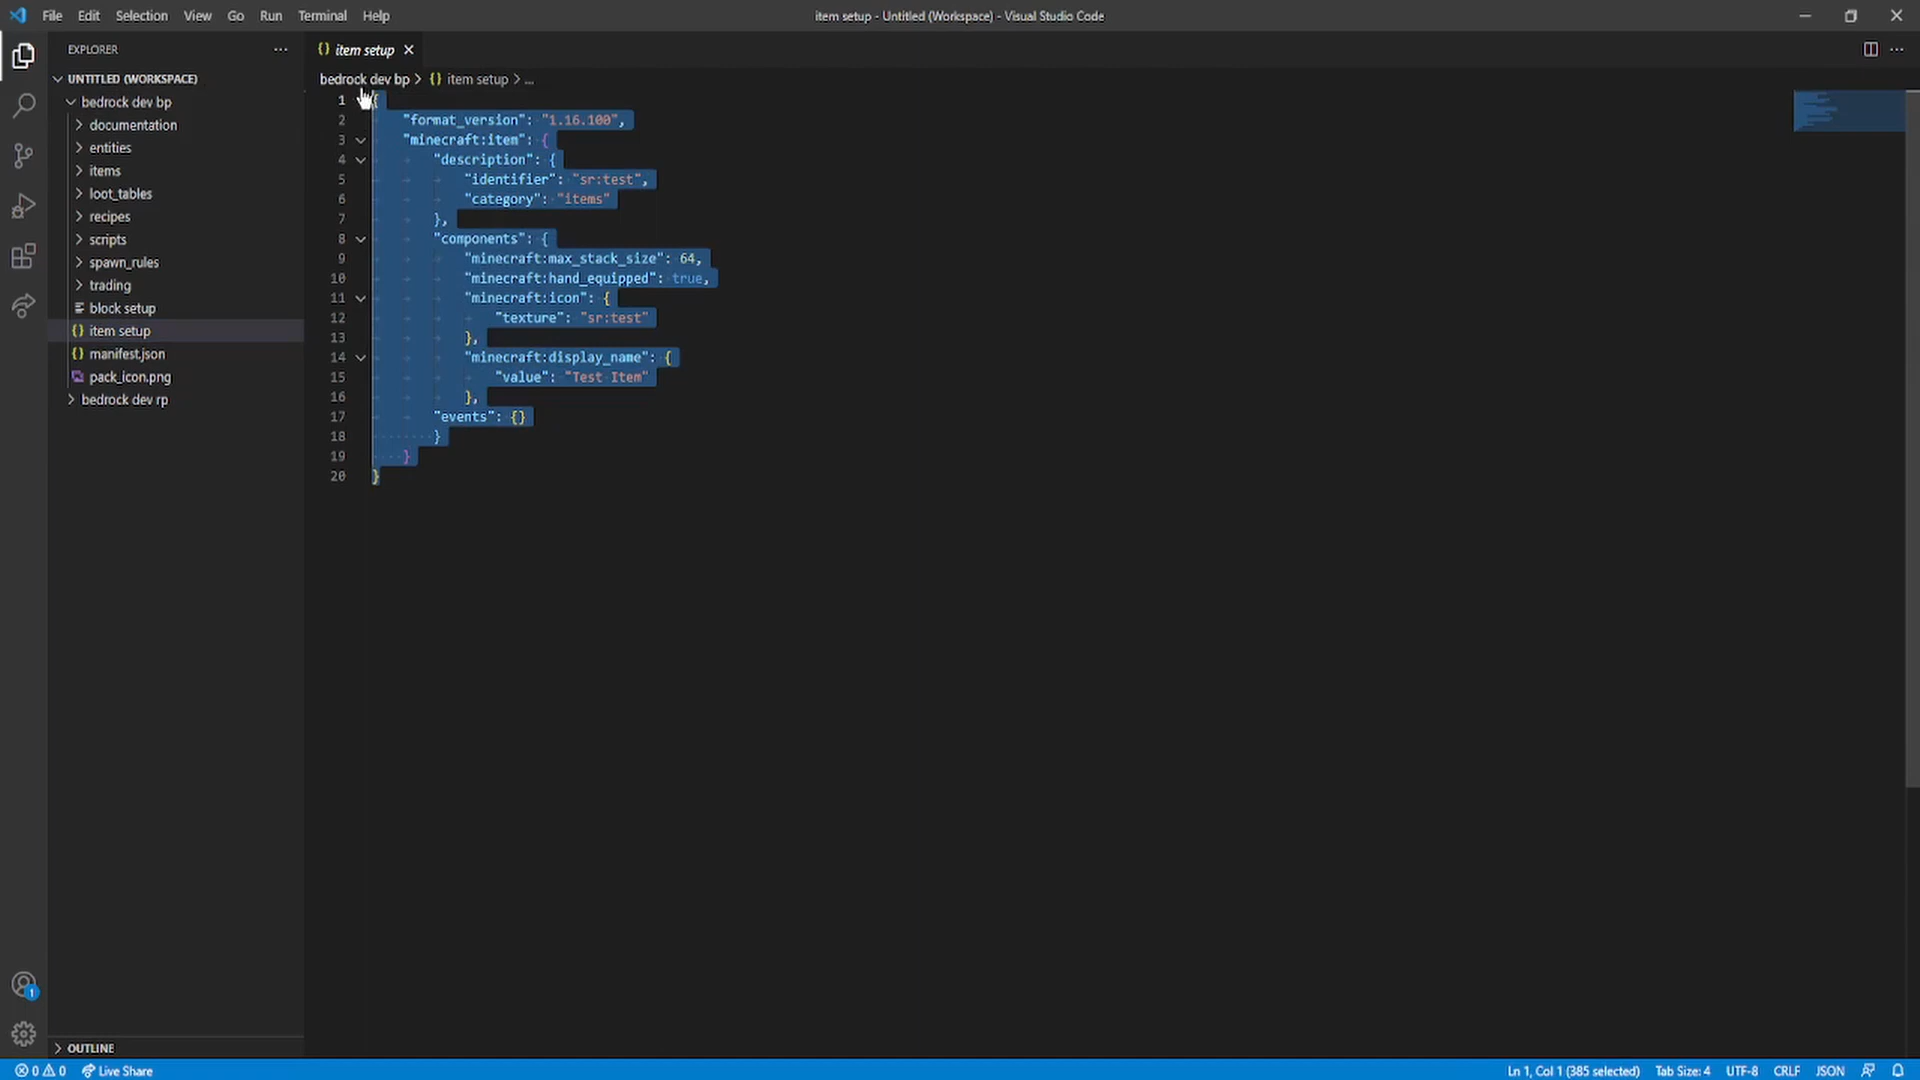 File Edit Selection View Go Run Terminal Help
item setup - Untitled (Workspace) - Visual Studio Code
EXPLORER
UNTITLED (WORKSPACE)
bedrock dev bp
documentation
entities
items
loot_tables
recipes
scripts
spawn_rules
trading
block setup
item setup
manifest.json
pack_icon.png
bedrock dev rp
OUTLINE
{} item setup
bedrock dev bp > {} item setup > ...
1 {
2 "format_version": "1.16.100",
3 "minecraft:item": {
4 "description": {
5 "identifier": "sr:test",
6 "category": "items"
7 },
8 "components": {
9 "minecraft:max_stack_size": 64,
10 "minecraft:hand_equipped": true,
11 "minecraft:icon": {
12 "texture": "sr:test"
13 },
14 "minecraft:display_name": {
15 "value": "Test Item"
16 },
17 "events": {}
18 }
19 }
20 }
1
0 0 Live Share
Ln 1, Col 1 (385 selected) Tab Size: 4 UTF-8 CRLF JSON